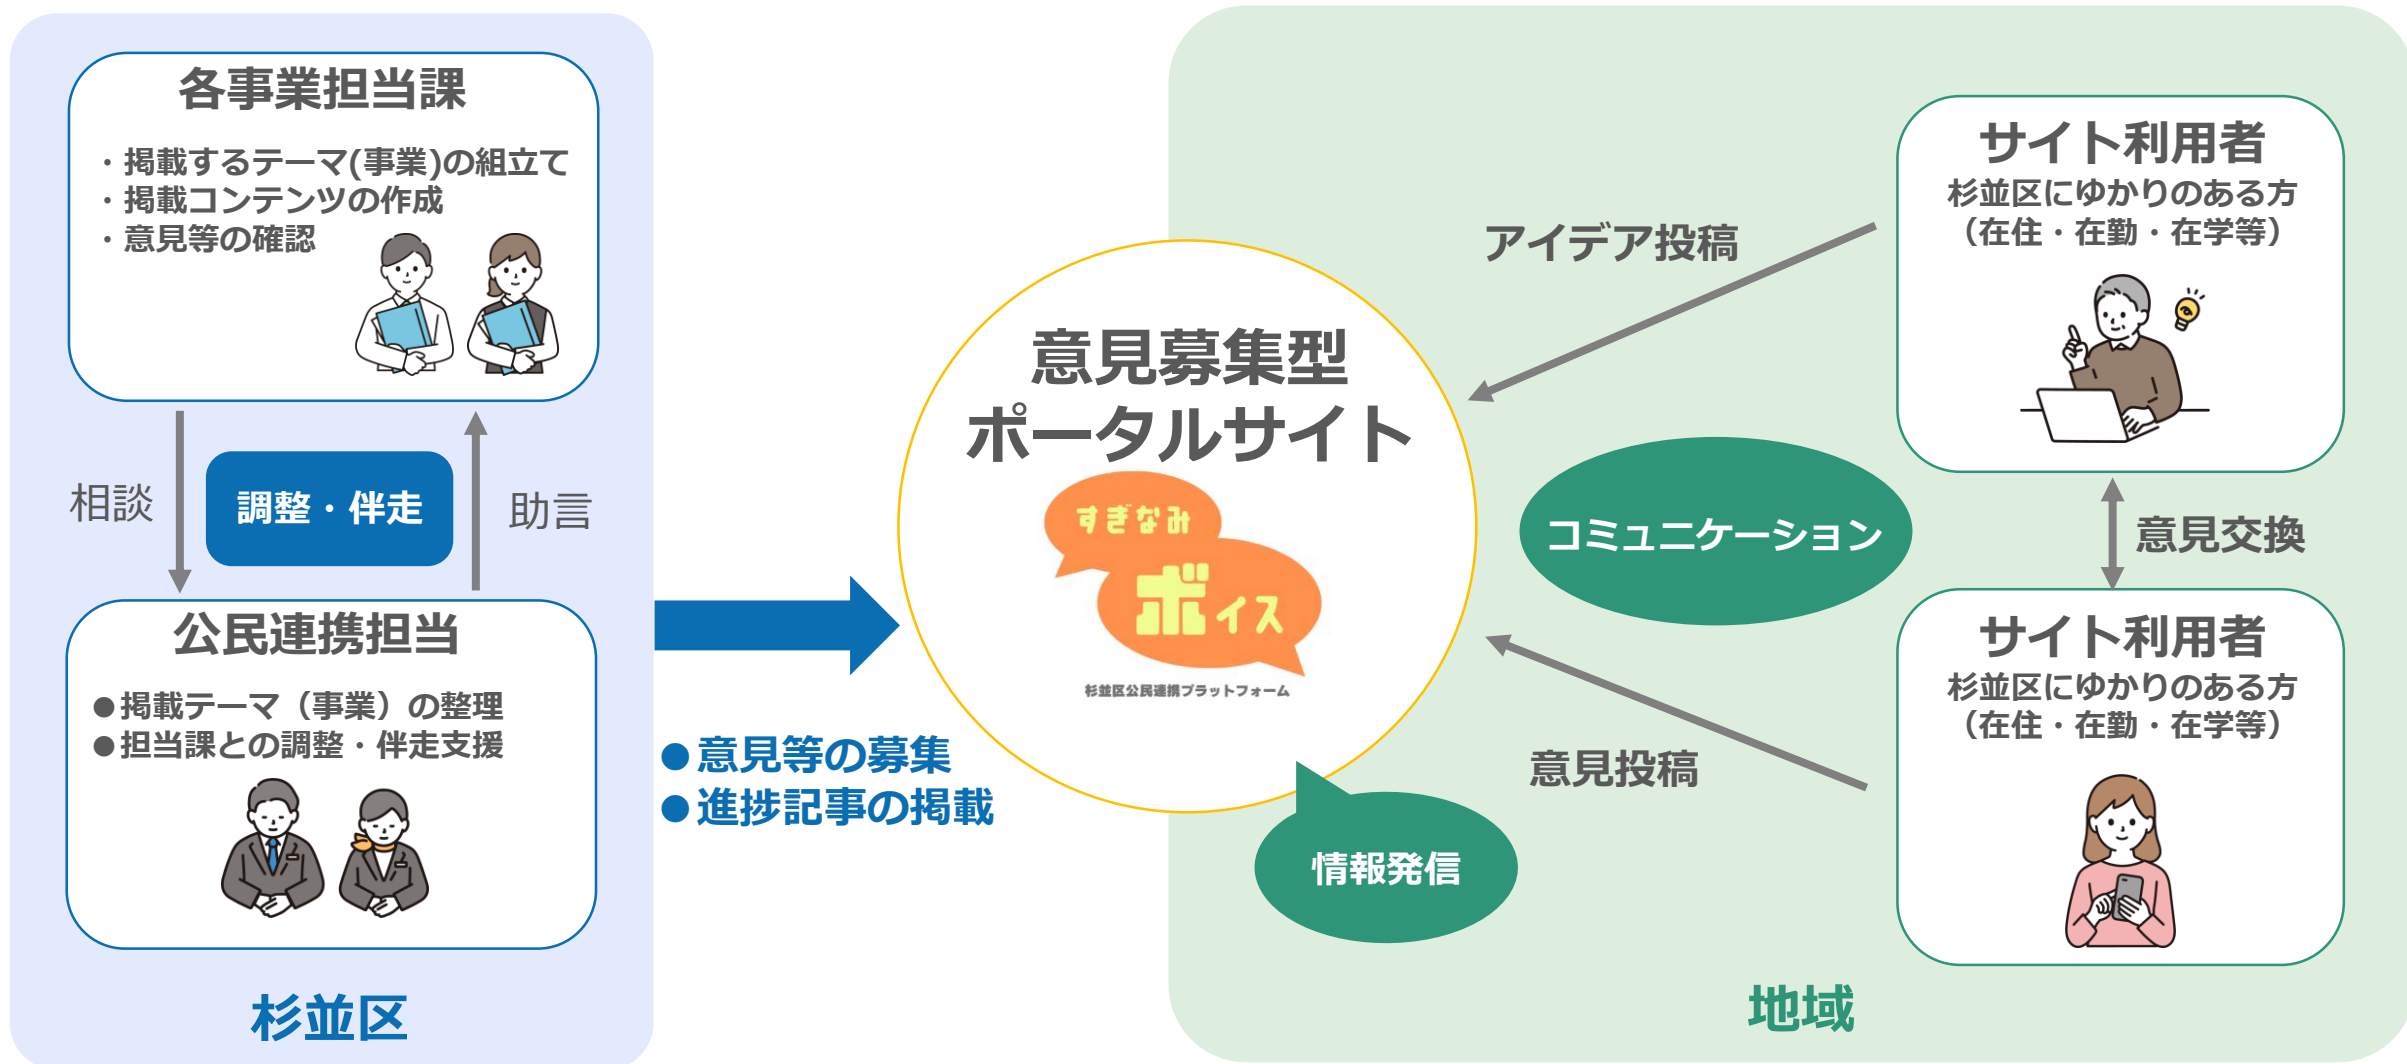 各事業担当課
・掲載するテーマ(事業)の組立て
・掲載コンテンツの作成
・意見等の確認
相談
調整・伴走
助言
公民連携担当
●掲載テーマ（事業）の整理
●担当課との調整・伴走支援
杉並区
●意見等の募集
●進捗記事の掲載
意見募集型
ポータルサイト
すぎなみ
ボイス
杉並区公民連携プラットフォーム
情報発信
アイデア投稿
コミュニケーション
意見投稿
サイト利用者
杉並区にゆかりのある方
（在住・在勤・在学等）
意見交換
サイト利用者
杉並区にゆかりのある方
（在住・在勤・在学等）
地域